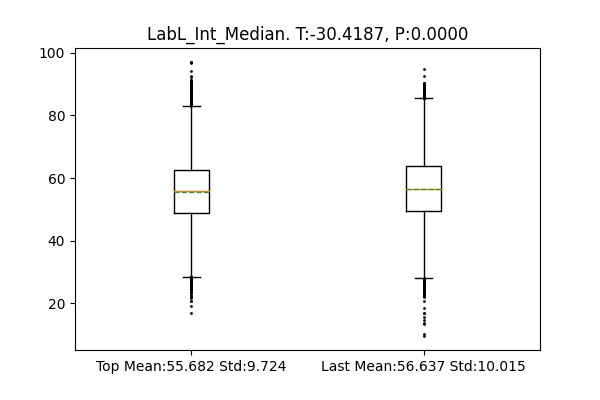 LabL_Int_Median. T:-30.4187, P:0.0000
100
80
60
40
20
Top Mean:55.682 Std:9.724 Last Mean:56.637 Std:10.015